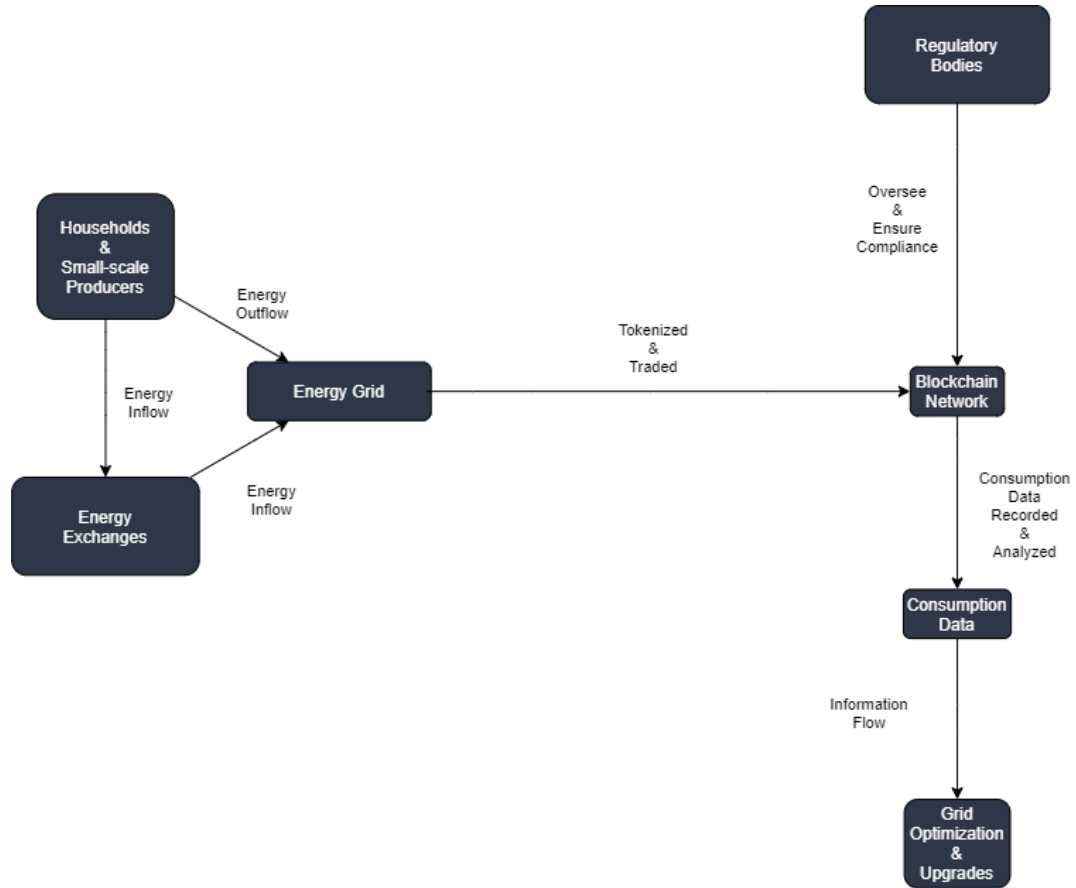 Regulatory
Bodies
Oversee
&
Ensure
Compliance
Households
&
Small-scale
Producers
Energy
Outflow
Energy Grid
Tokenized
&
Traded
Blockchain
Network
Energy
Inflow
Energy
Inflow
Energy
Exchanges
Consumption
Data
Recorded
&
Analyzed
Consumption
Data
Information
Flow
Grid
Optimization
&
Upgrades